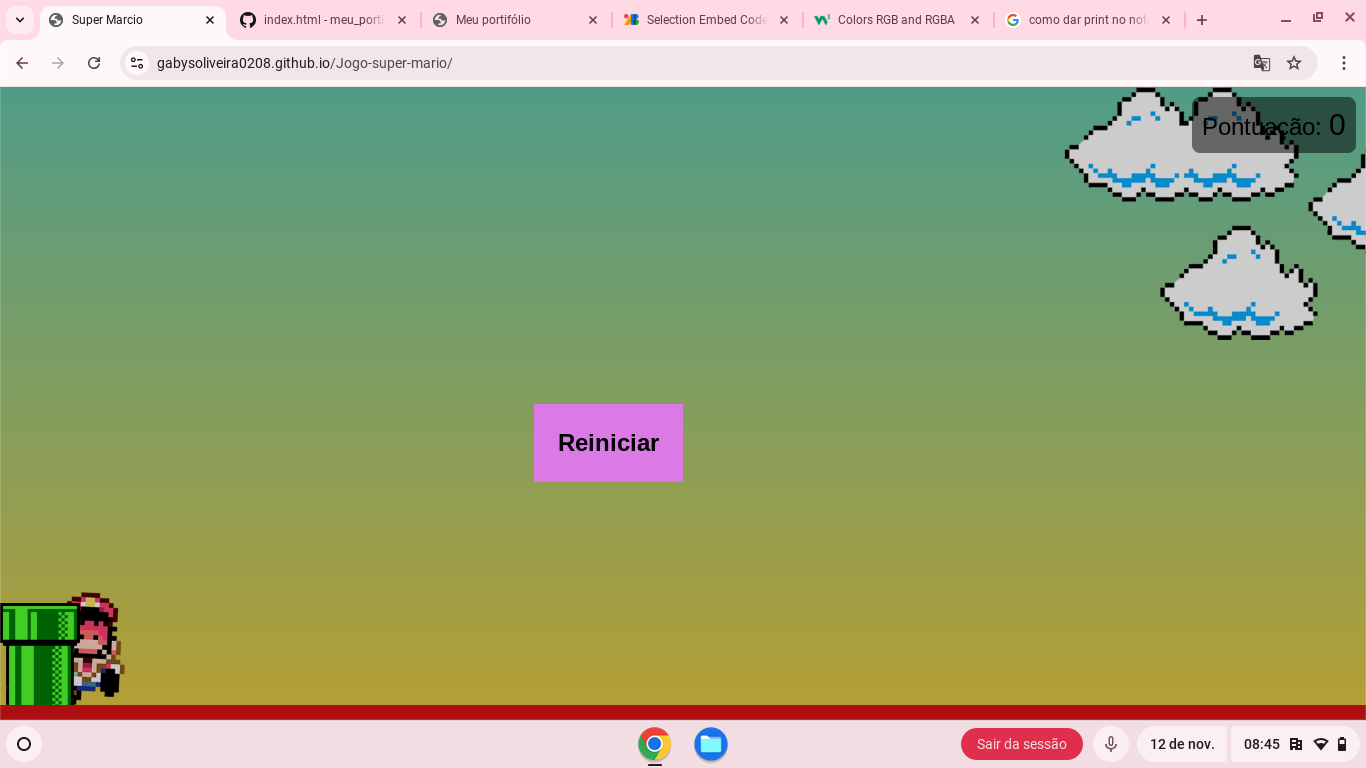 Super Marcio
index.html - meu_porti
Meu portifólio
Selection Embed Code
Colors RGB and RGBA
como dar print no not
gabysoliveira0208.github.io/Jogo-super-mario/
Pontuacão: 0
Reiniciar
Sair da sessão
12 de nov.
08:45